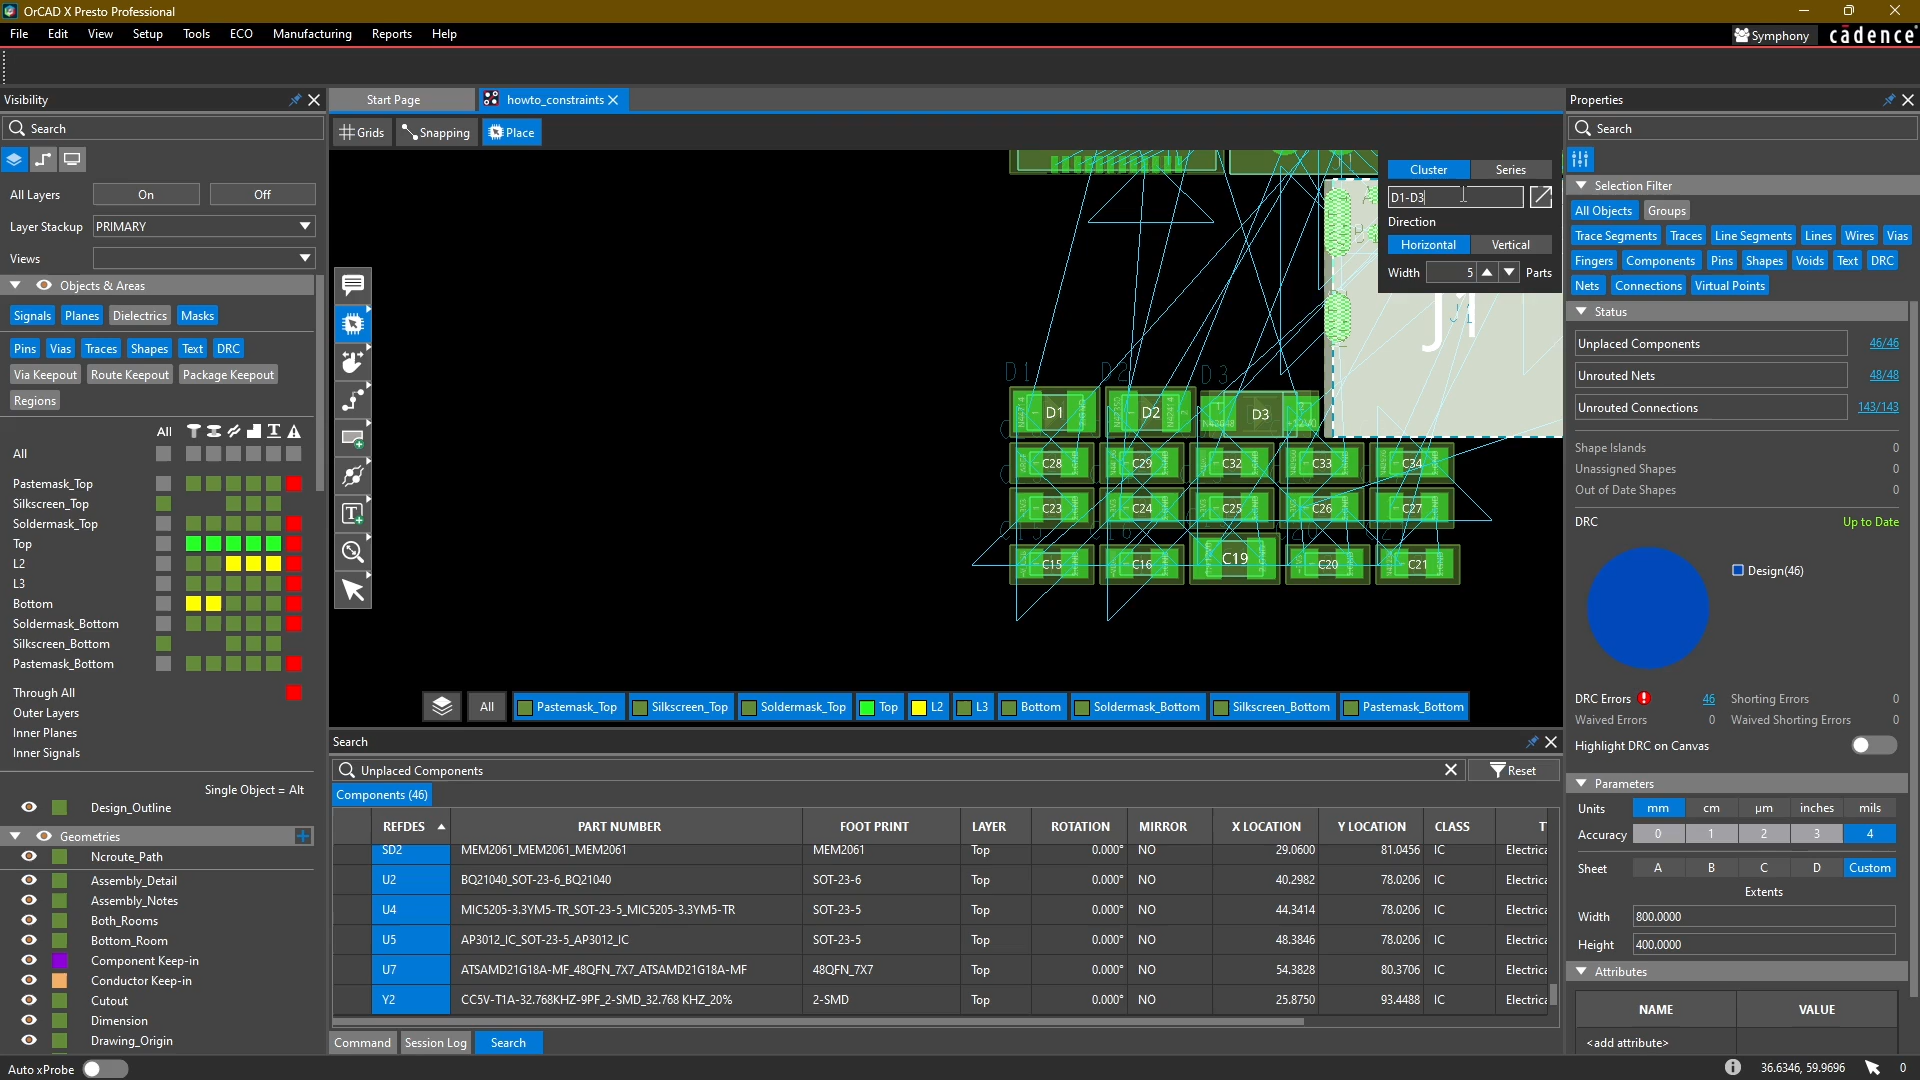 OrCAD X Presto Professional
File Edit View Setup Tools ECO Manufacturing Reports Help
Symphony cādence
Visibility
Search
All Layers On Off
Layer Stackup PRIMARY
Views
Objects & Areas
Signals Planes Dielectrics Masks
Pins Vias Traces Shapes Text DRC
Via Keepout Route Keepout Package Keepout
Regions
All
All
Pastemask_Top
Silkscreen_Top
Soldermask_Top
Top
L2
L3
Bottom
Soldermask_Bottom
Silkscreen_Bottom
Pastemask_Bottom
Through All
Outer Layers
Inner Planes
Inner Signals
Single Object = Alt
Design_Outline
Geometries
Ncroute_Path
Assembly_Detail
Assembly_Notes
Both_Rooms
Bottom_Room
Component Keep-in
Conductor Keep-in
Cutout
Dimension
Drawing_Origin
Auto xProbe
Start Page howto_constraints
Grids Snapping Place
Cluster Series
D1-D3
Direction
Horizontal Vertical
Width 5 Parts
J1
D1 D2 D3
D1 D2 D3
C28 C29 C32 C33 C34
C23 C24 C25 C26 C27
C15 C16 C19 C20 C21
All Pastemask_Top Silkscreen_Top Soldermask_Top Top L2 L3 Bottom Soldermask_Bottom Silkscreen_Bottom Pastemask_Bottom
Search
Unplaced Components Reset
Components (46)
REFDES PART NUMBER FOOT PRINT LAYER ROTATION MIRROR X LOCATION Y LOCATION CLASS
SD2 MEM2061_MEM2061_MEM2061 MEM2061 Top 0.000° NO 29.0600 81.0456 IC Electrica
U2 BQ21040_SOT-23-6_BQ21040 SOT-23-6 Top 0.000° NO 40.2982 78.0206 IC Electrica
U4 MIC5205-3.3YM5-TR_SOT-23-5_MIC5205-3.3YM5-TR SOT-23-5 Top 0.000° NO 44.3414 78.0206 IC Electrica
U5 AP3012_IC_SOT-23-5_AP3012_IC SOT-23-5 Top 0.000° NO 48.3846 78.0206 IC Electrica
U7 ATSAMD21G18A-MF_48QFN_7X7_ATSAMD21G18A-MF 48QFN_7X7 Top 0.000° NO 54.3828 80.3706 IC Electrica
Y2 CC5V-T1A-32.768KHZ-9PF_2-SMD_32.768 KHZ_20% 2-SMD Top 0.000° NO 25.8750 93.4488 IC Electrica
Command Session Log Search
Properties
Search
Selection Filter
All Objects Groups
Trace Segments Traces Line Segments Lines Wires Vias
Fingers Components Pins Shapes Voids Text DRC
Nets Connections Virtual Points
Status
Unplaced Components 46/46
Unrouted Nets 48/48
Unrouted Connections 143/143
Shape Islands 0
Unassigned Shapes 0
Out of Date Shapes 0
DRC Up to Date
Design(46)
DRC Errors 46 Shorting Errors 0
Waived Errors 0 Waived Shorting Errors 0
Highlight DRC on Canvas
Parameters
Units mm cm µm inches mils
Accuracy 0 1 2 3 4
Sheet A B C D Custom
Extents
Width 800.0000
Height 400.0000
Attributes
NAME VALUE
<add attribute>
36.6346, 59.9696 0